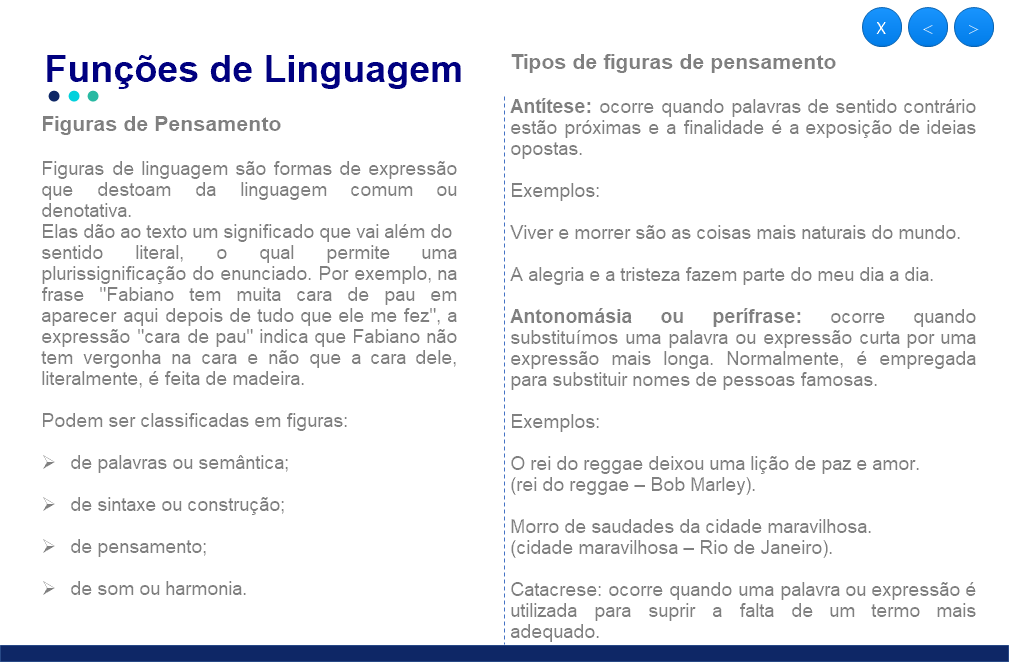 X < >
Funções de Linguagem
Figuras de Pensamento
Figuras de linguagem são formas de expressão
que destoam da linguagem comum ou
denotativa.
Elas dão ao texto um significado que vai além do
sentido literal, o qual permite uma
plurissignificação do enunciado. Por exemplo, na
frase "Fabiano tem muita cara de pau em
aparecer aqui depois de tudo que ele me fez", a
expressão "cara de pau" indica que Fabiano não
tem vergonha na cara e não que a cara dele,
literalmente, é feita de madeira.
Podem ser classificadas em figuras:
de palavras ou semântica;
de sintaxe ou construção;
de pensamento;
de som ou harmonia.
Tipos de figuras de pensamento
Antítese: ocorre quando palavras de sentido contrário
estão próximas e a finalidade é a exposição de ideias
opostas.
Exemplos:
Viver e morrer são as coisas mais naturais do mundo.
A alegria e a tristeza fazem parte do meu dia a dia.
Antonomásia ou perífrase: ocorre quando
substituímos uma palavra ou expressão curta por uma
expressão mais longa. Normalmente, é empregada
para substituir nomes de pessoas famosas.
Exemplos:
O rei do reggae deixou uma lição de paz e amor.
(rei do reggae – Bob Marley).
Morro de saudades da cidade maravilhosa.
(cidade maravilhosa – Rio de Janeiro).
Catacrese: ocorre quando uma palavra ou expressão é
utilizada para suprir a falta de um termo mais
adequado.